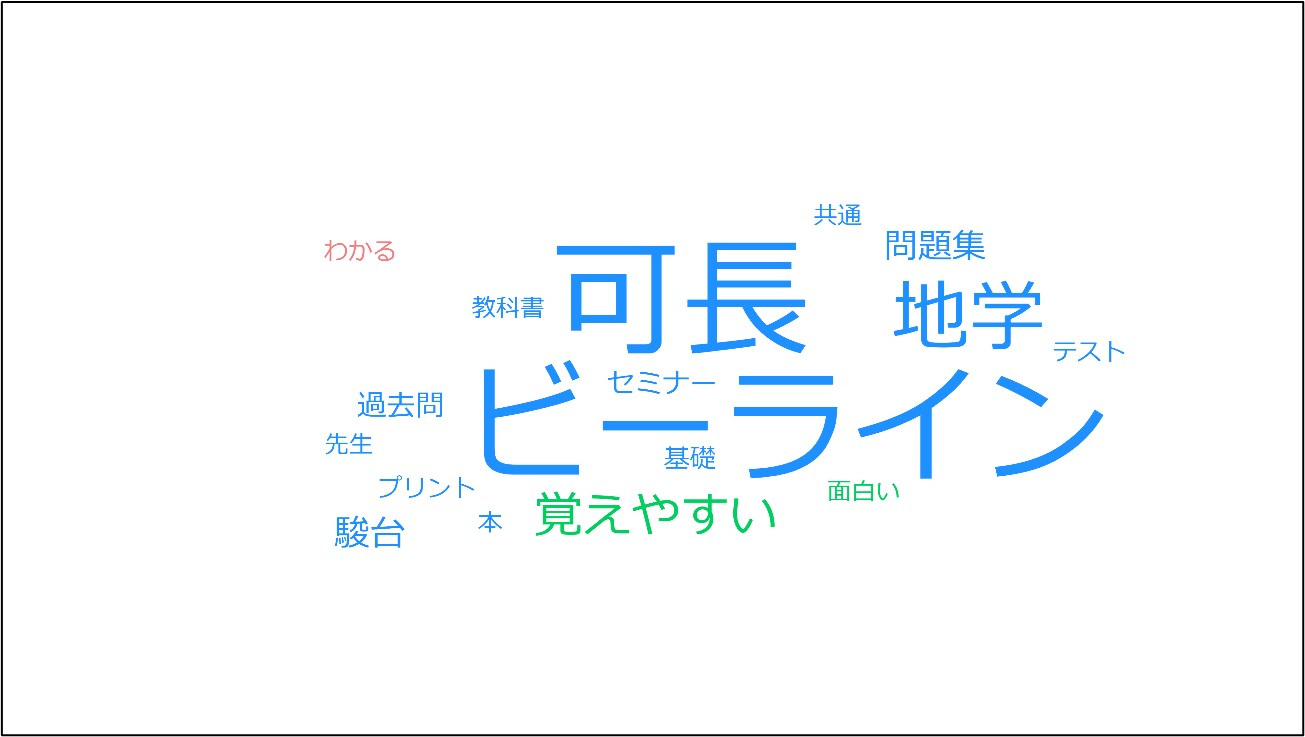 共通
わかる
問題集
可長
教科書
地学
テスト
セミナー
過去問
ビーライン
先生
基礎
プリント
面白い
覚えやすい
本
駿台